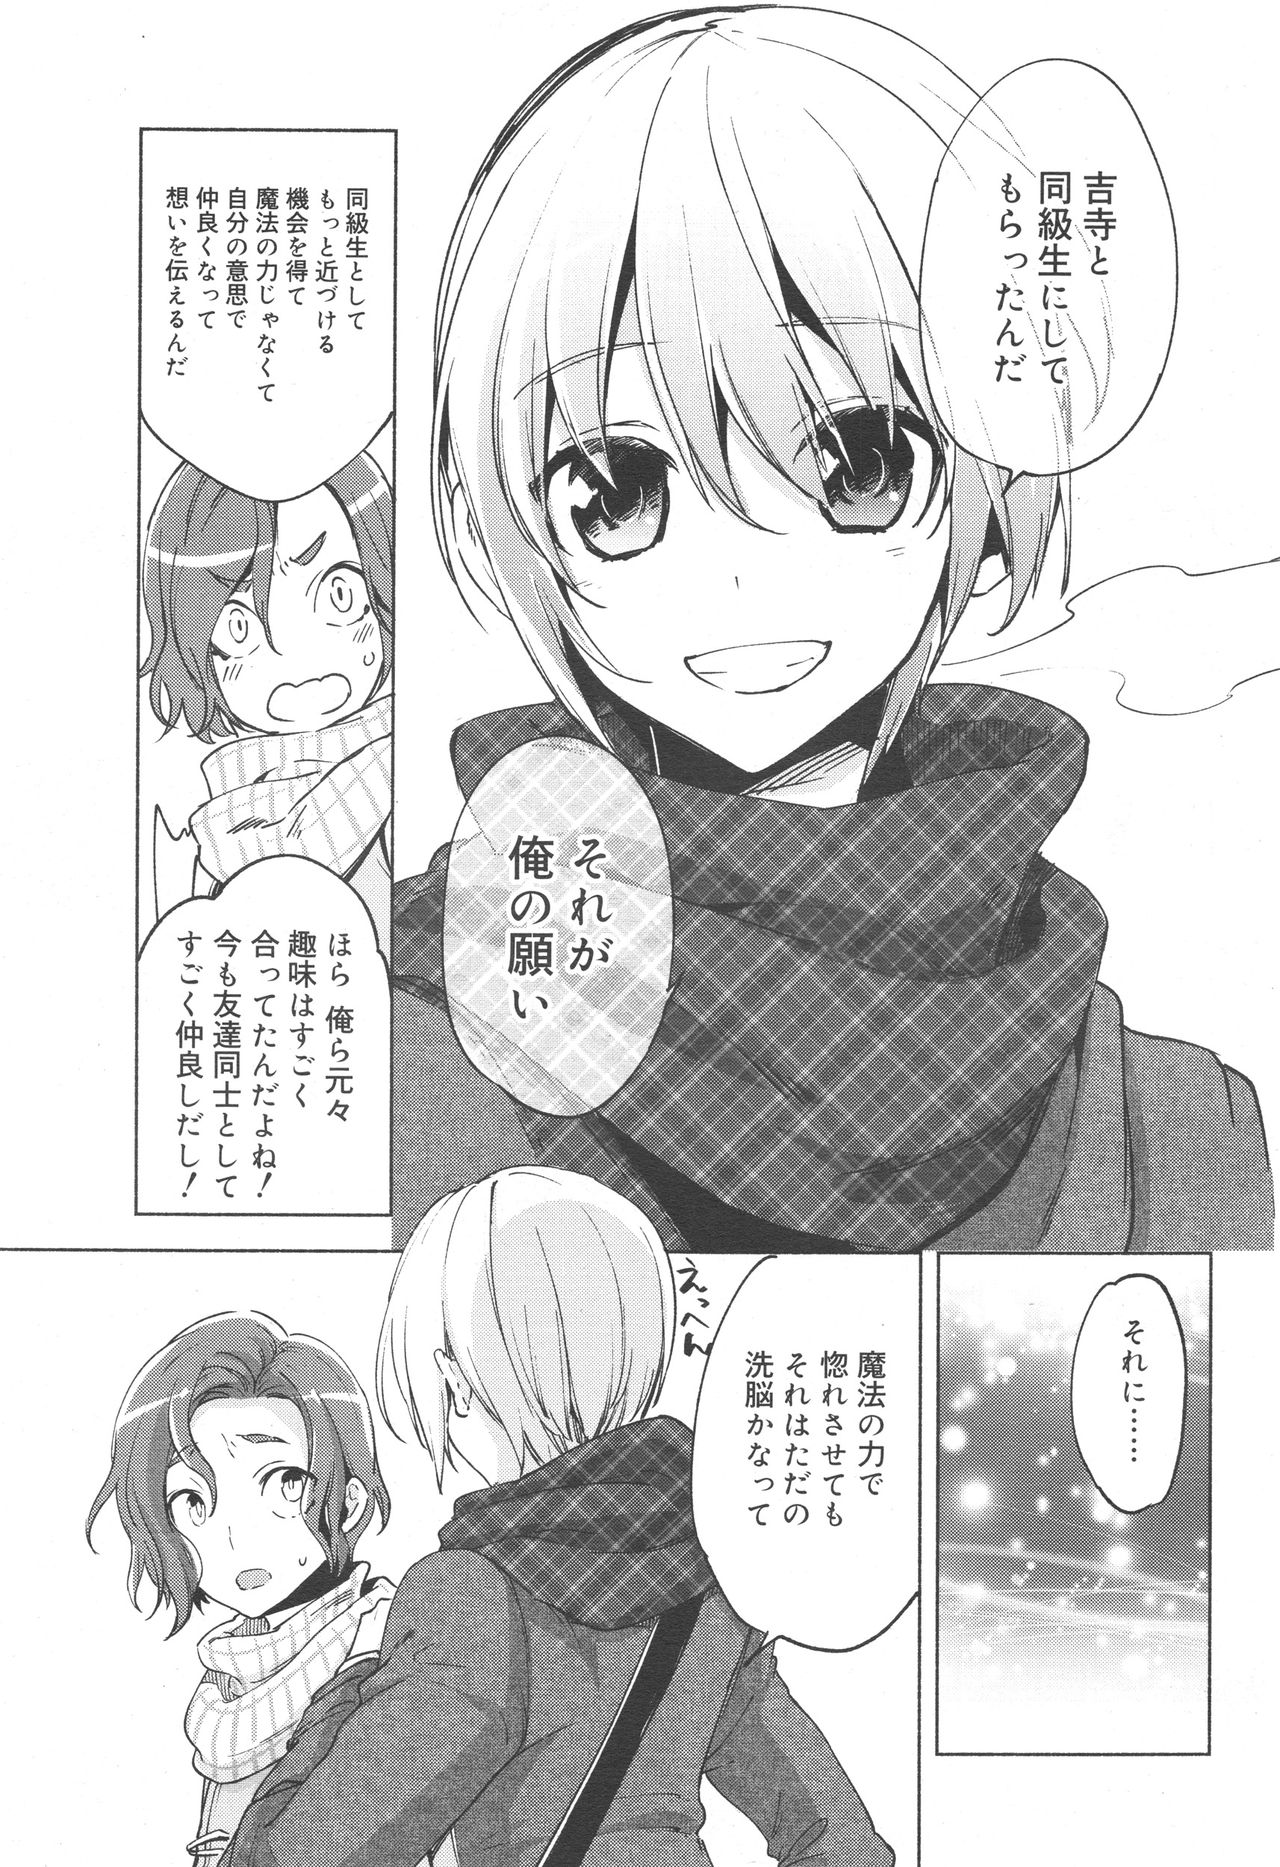 吉寺と
同級生にして
もらったんだ
それが
俺の願い
同級生として
もっと近づける
機会を得て
魔法の力じゃなくて
自分の意思で
仲良くなって
想いを伝えるんだ
ほら 俺ら元々
趣味はすごく
合ってたんだよね!
今も友達同士として
すごく仲良しだし!
それに……
魔法の力で
惚れさせても
それはただの
洗脳かなって
えっへん